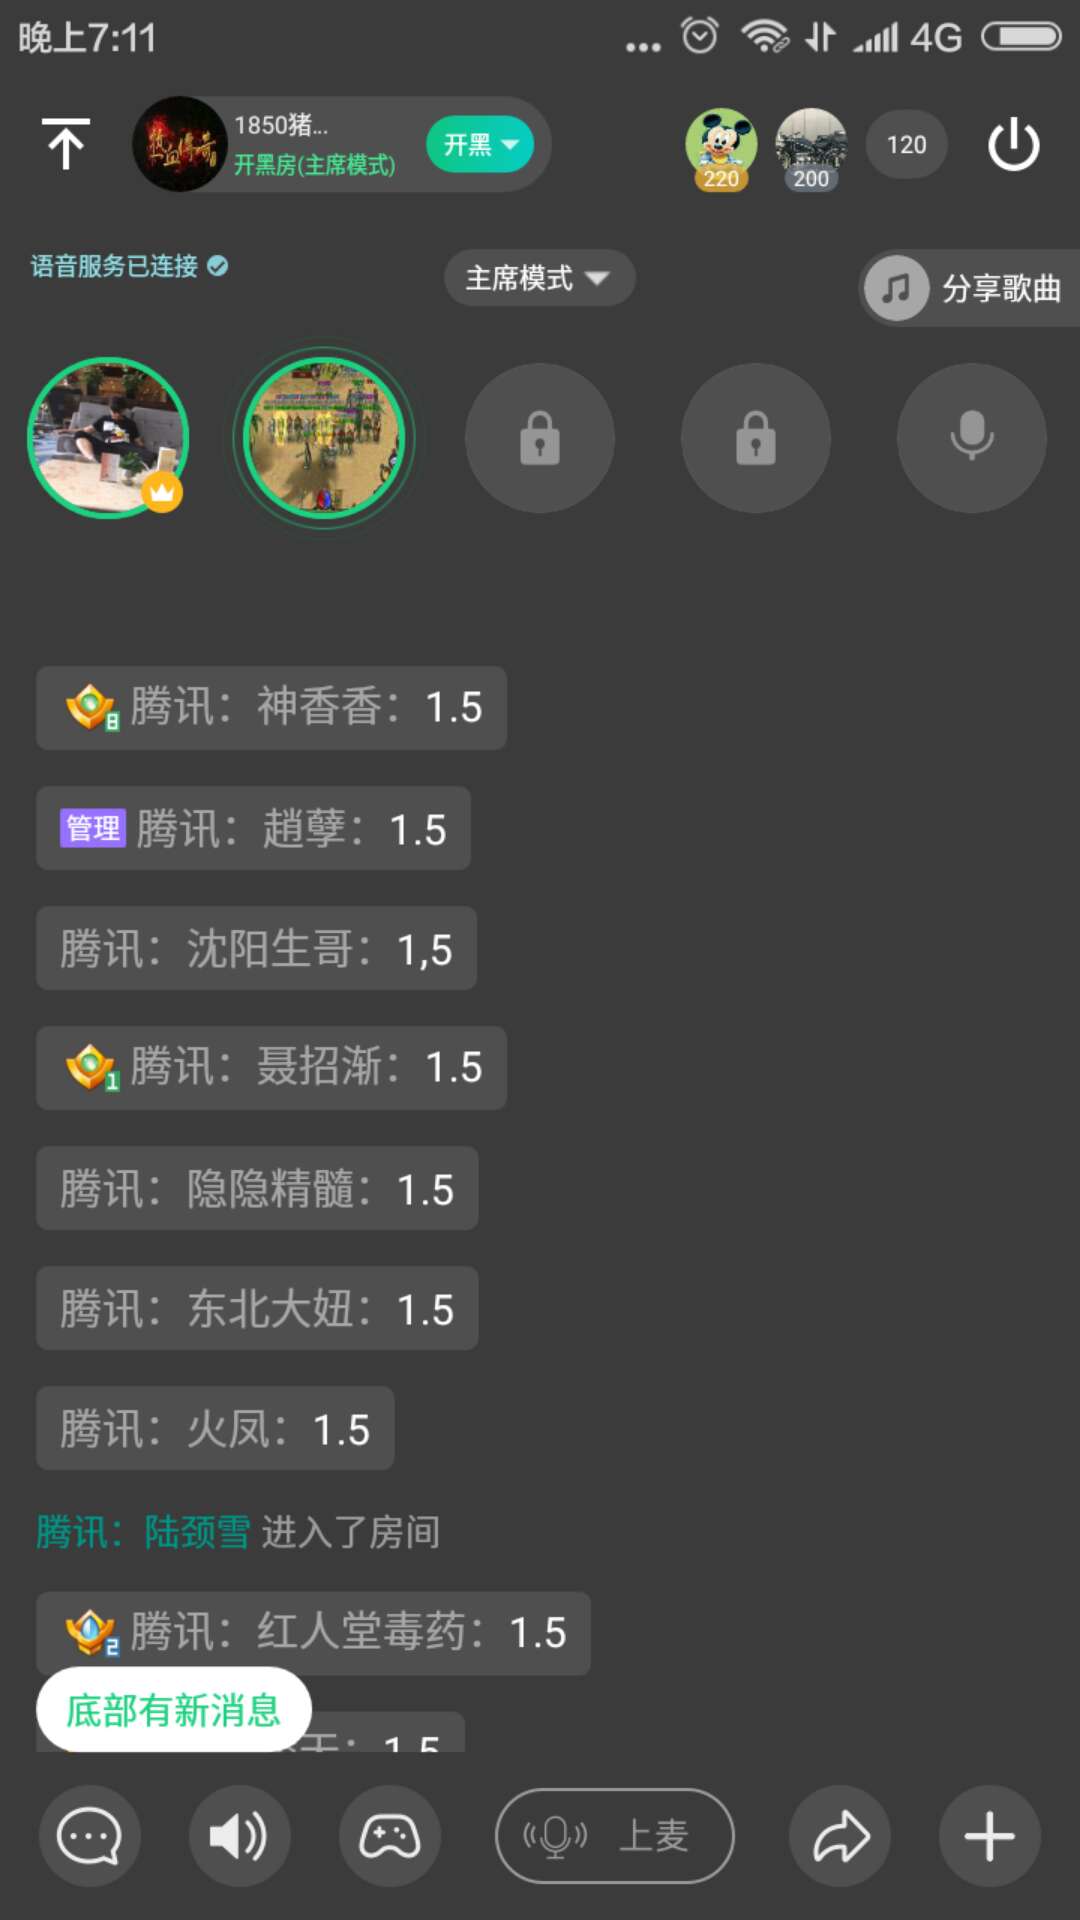 晚上7:11
4G
热血传奇
1850猪...
开黑房(主席模式)
开黑
220
200
120
语音服务已连接
主席模式
分享歌曲
8 腾讯：神香香：1.5
管理 腾讯：趙孽：1.5
腾讯：沈阳生哥：1,5
1 腾讯：聂招渐：1.5
腾讯：隐隐精髓：1.5
腾讯：东北大妞：1.5
腾讯：火凤：1.5
腾讯：陆颈雪 进入了房间
2 腾讯：红人堂毒药：1.5
底部有新消息
1.5
上麦